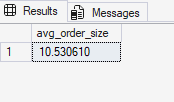 Results Messages
avg_order_size
1 10.530610